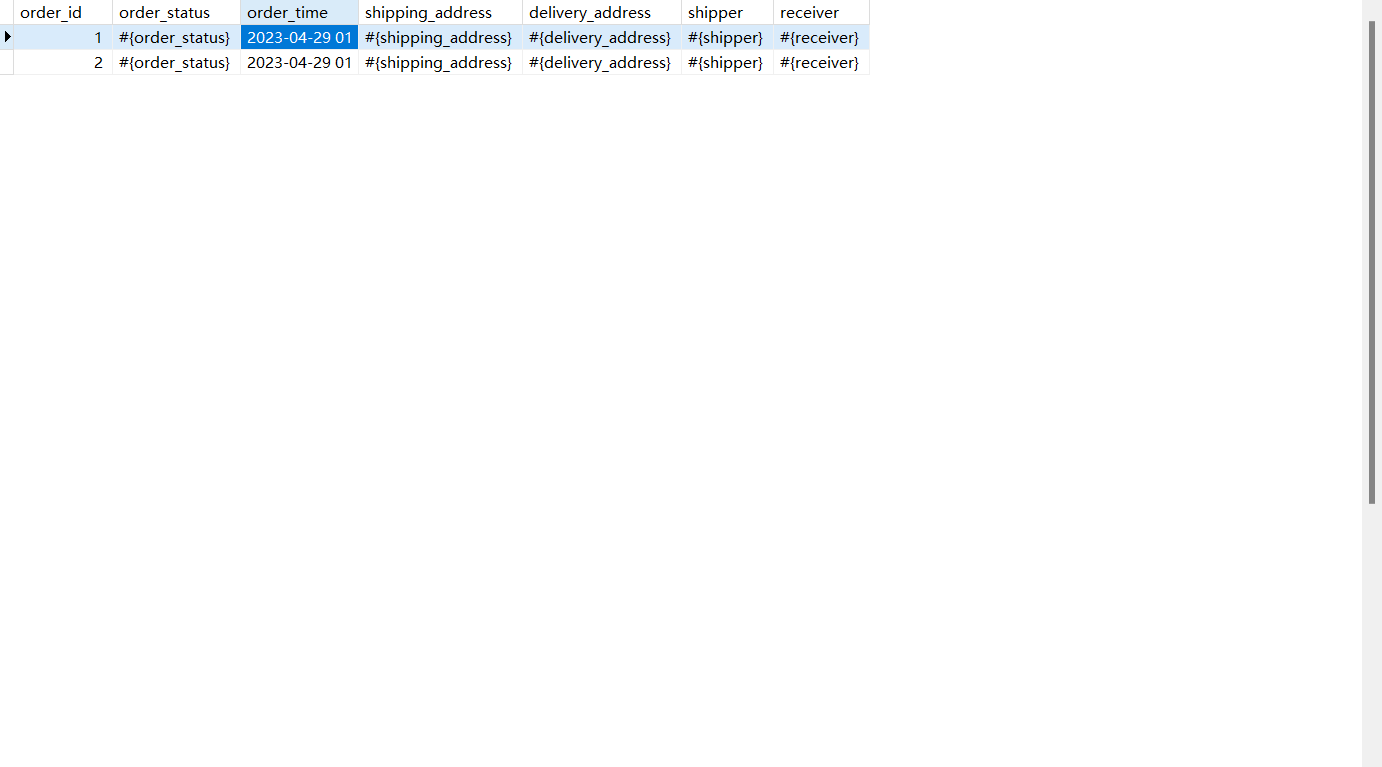 order_id order_status order_time shipping_address delivery_address shipper receiver
1 #{order_status} 2023-04-29 01 #{shipping_address} #{delivery_address} #{shipper} #{receiver}
2 #{order_status} 2023-04-29 01 #{shipping_address} #{delivery_address} #{shipper} #{receiver}